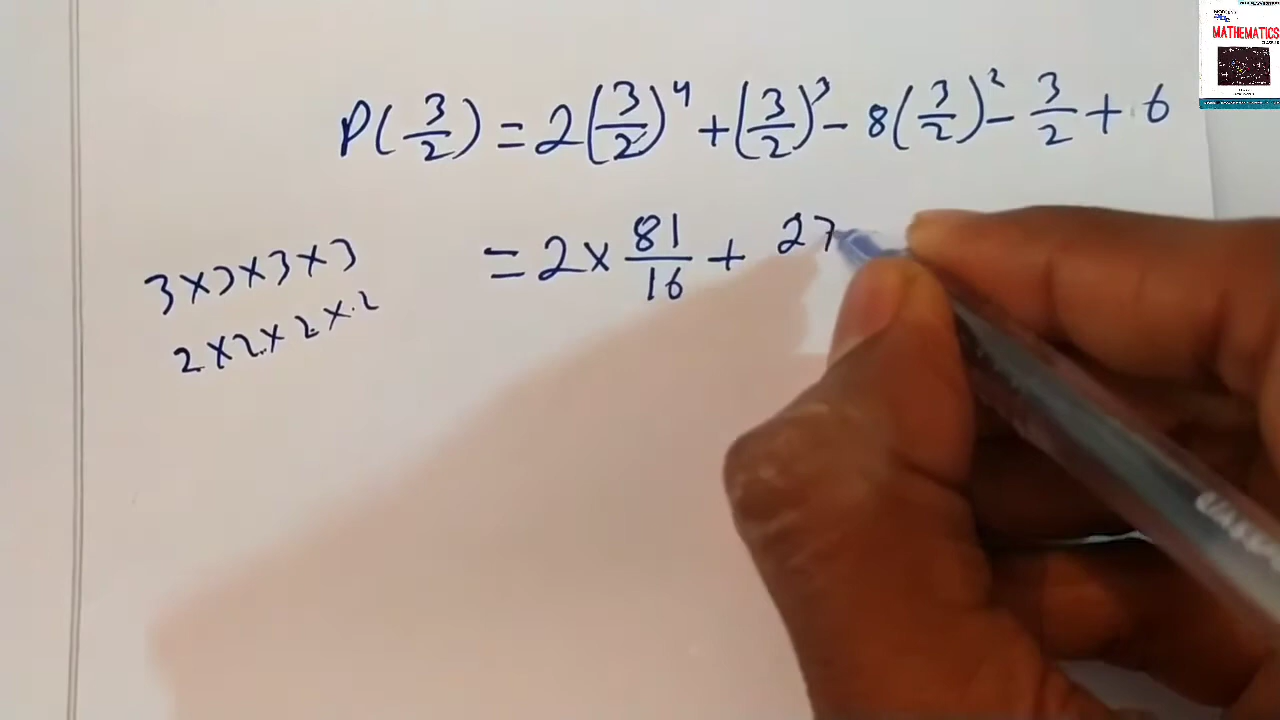 MATHEMATICS
P(3/2) = 2(3/2)^4 + (3/2)^3 - 8(3/2)^2 - 3/2 + 6
= 2 × 81/16 + 27
3×3×3×3
2×2×2×2